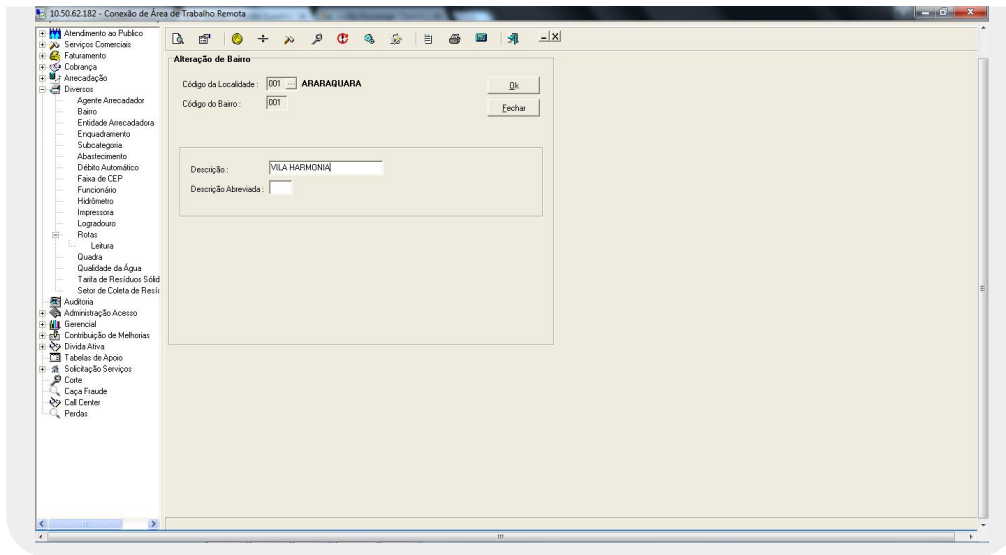 10.50.62.182 - Conexão de Área de Trabalho Remota
Atendimento ao Publico
Serviços Comerciais
Faturamento
Cobrança
Arrecadação
Diversos
Agente Arrecadador
Bairro
Entidade Arrecadadora
Enquadramento
Subcategoria
Abastecimento
Débito Automático
Faixa de CEP
Funcionário
Hidrômetro
Impressora
Logradouro
Rotas
Leitura
Quadra
Qualidade da Água
Tarifa de Resíduos Sólid
Setor de Coleta de Resíc
Auditoria
Administração Acesso
Gerencial
Contribuição de Melhorias
Divida Ativa
Tabelas de Apoio
Solicitação Serviços
Corte
Caça Fraude
Call Center
Perdas
Alteração de Bairro
Código da Localidade : 001 ... ARARAQUARA
Ok
Código do Bairro : 001
Fechar
Descrição : VILA HARMONIA
Descrição Abreviada :